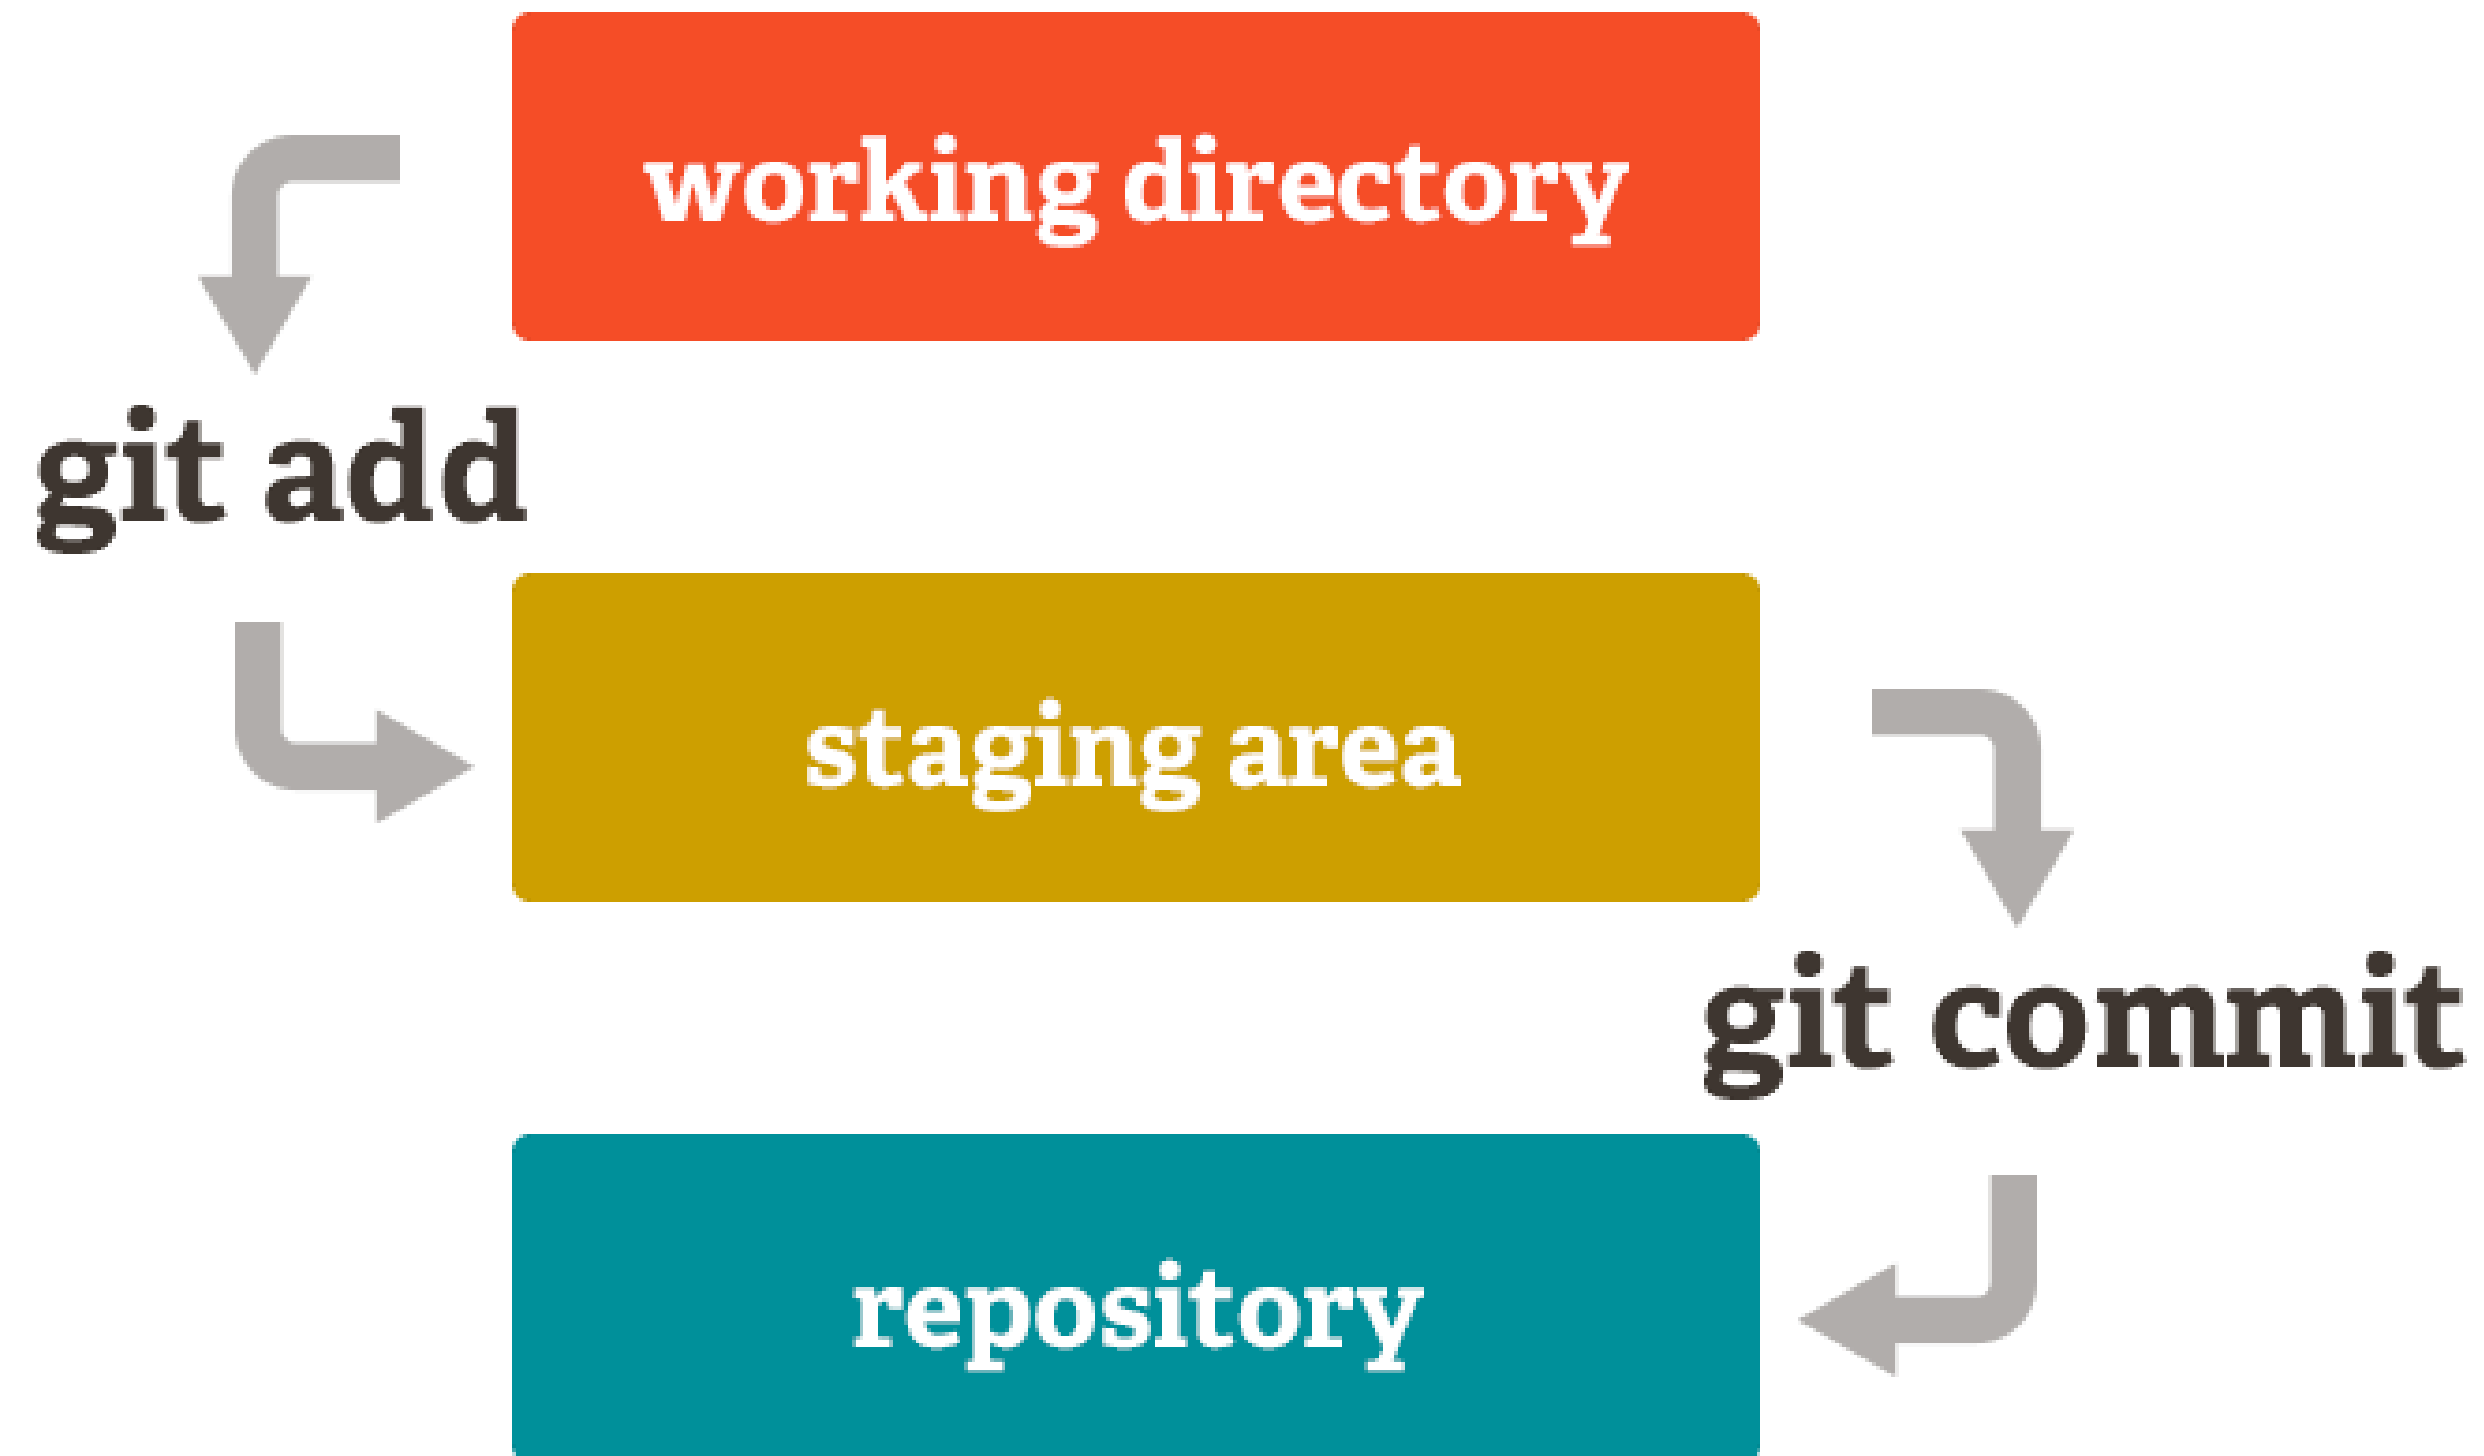 working directory
git add
staging area
git commit
repository